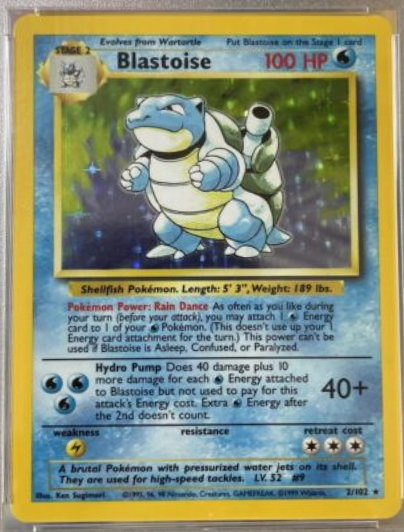 Evolves from Wartortle Put Blastoise on the Stage 1 card
STAGE 2
Blastoise 100 HP
Shellfish Pokémon. Length: 5' 3", Weight: 189 lbs.
Pokémon Power: Rain Dance As often as you like during
your turn (before your attack), you may attach 1 Energy
card to 1 of your Pokémon. (This doesn't use up your 1
Energy card attachment for the turn.) This power can't be
used if Blastoise is Asleep, Confused, or Paralyzed.
Hydro Pump Does 40 damage plus 10
more damage for each Energy attached
to Blastoise but not used to pay for this
attack's Energy cost. Extra Energy after
the 2nd doesn't count.
40+
weakness resistance retreat cost
A brutal Pokémon with pressurized water jets on its shell.
They are used for high-speed tackles. LV. 52 #9
Illus. Ken Sugimori ©1995, 96, 98 Nintendo, Creatures, GAMEFREAK. ©1999 Wizards. 2/102 ★